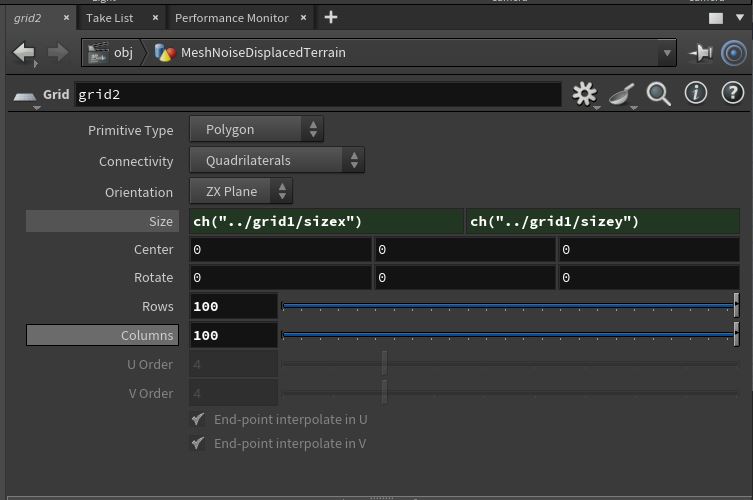 grid2 × Take List × Performance Monitor × +
obj MeshNoiseDisplacedTerrain
Grid grid2
Primitive Type Polygon
Connectivity Quadrilaterals
Orientation ZX Plane
Size ch("../grid1/sizex") ch("../grid1/sizey")
Center 0 0 0
Rotate 0 0 0
Rows 100
Columns 100
U Order 4
V Order 4
End-point interpolate in U
End-point interpolate in V